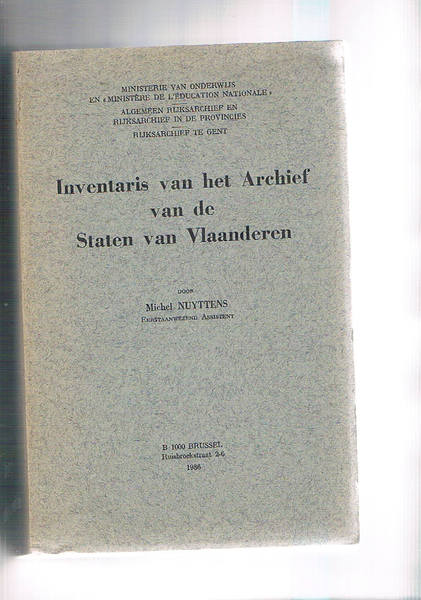 MINISTERIE VAN ONDERWIJS
EN «MINISTÈRE DE L'ÉDUCATION NATIONALE»
ALGEMEEN RIJKSARCHIEF EN
RIJKSARCHIEF IN DE PROVINCIES
RIJKSARCHIEF TE GENT
Inventaris van het Archief
van de
Staten van Vlaanderen
DOOR
Michel NUYTTENS
EERSTAANWEZEND ASSISTENT
B 1000 BRUSSEL
Ruisbroekstraat 2-6
1986